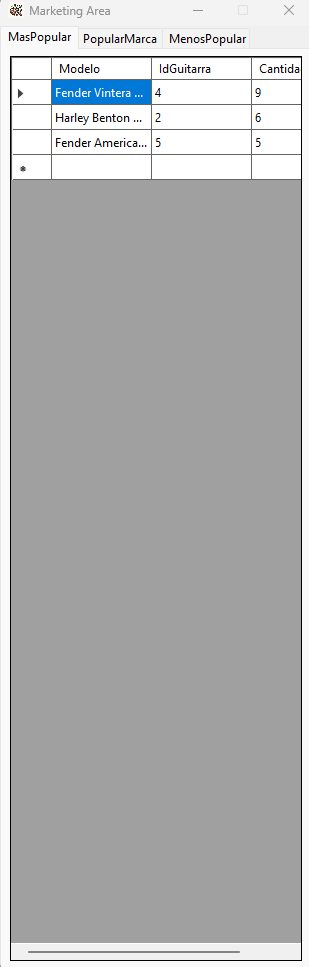 Marketing Area
MasPopular PopularMarca MenosPopular
Modelo IdGuitarra Cantida
Fender Vintera ... 4 9
Harley Benton ... 2 6
Fender America... 5 5